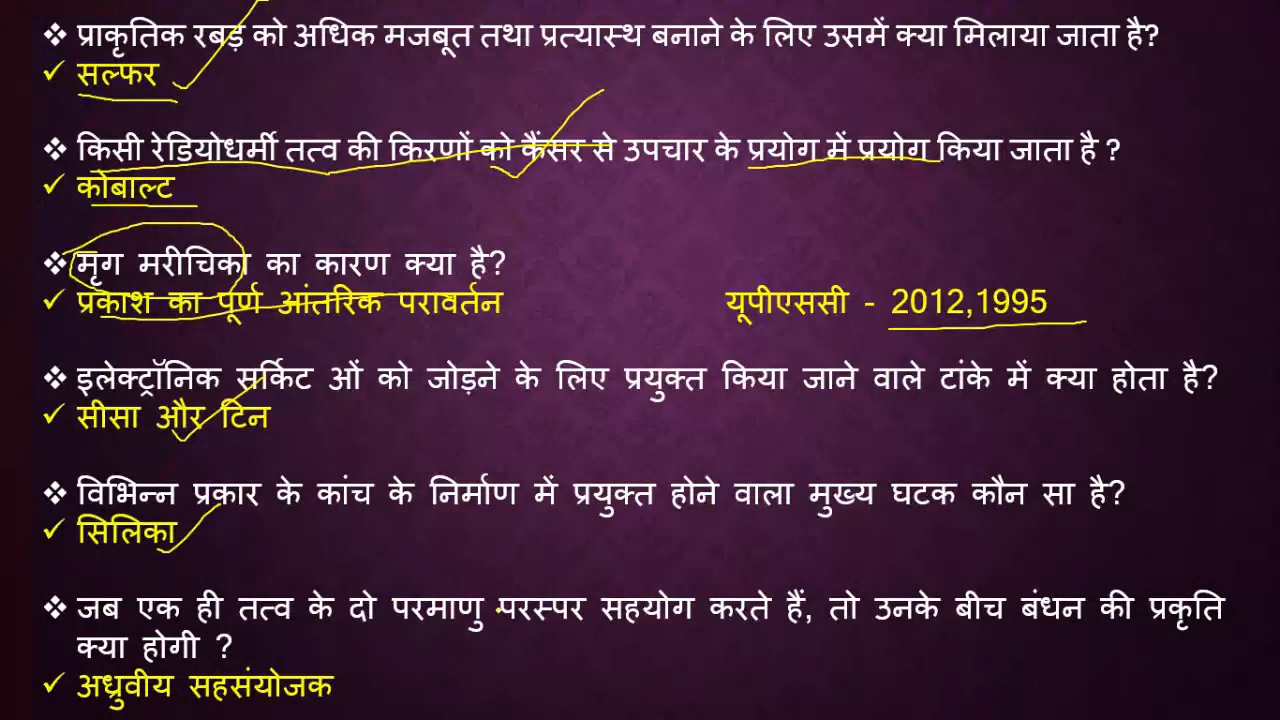 ❖ प्राकृतिक रबड़ को अधिक मजबूत तथा प्रत्यास्थ बनाने के लिए उसमें क्या मिलाया जाता है?
✓ सल्फर
❖ किसी रेडियोधर्मी तत्व की किरणों को कैंसर से उपचार के प्रयोग में प्रयोग किया जाता है ?
✓ कोबाल्ट
❖ मृग मरीचिका का कारण क्या है?
✓ प्रकाश का पूर्ण आंतरिक परावर्तन यूपीएससी - 2012,1995
❖ इलेक्ट्रॉनिक सर्किट ओं को जोड़ने के लिए प्रयुक्त किया जाने वाले टांके में क्या होता है?
✓ सीसा और टिन
❖ विभिन्न प्रकार के कांच के निर्माण में प्रयुक्त होने वाला मुख्य घटक कौन सा है?
✓ सिलिका
❖ जब एक ही तत्व के दो परमाणु परस्पर सहयोग करते हैं, तो उनके बीच बंधन की प्रकृति
क्या होगी ?
✓ अध्रुवीय सहसंयोजक